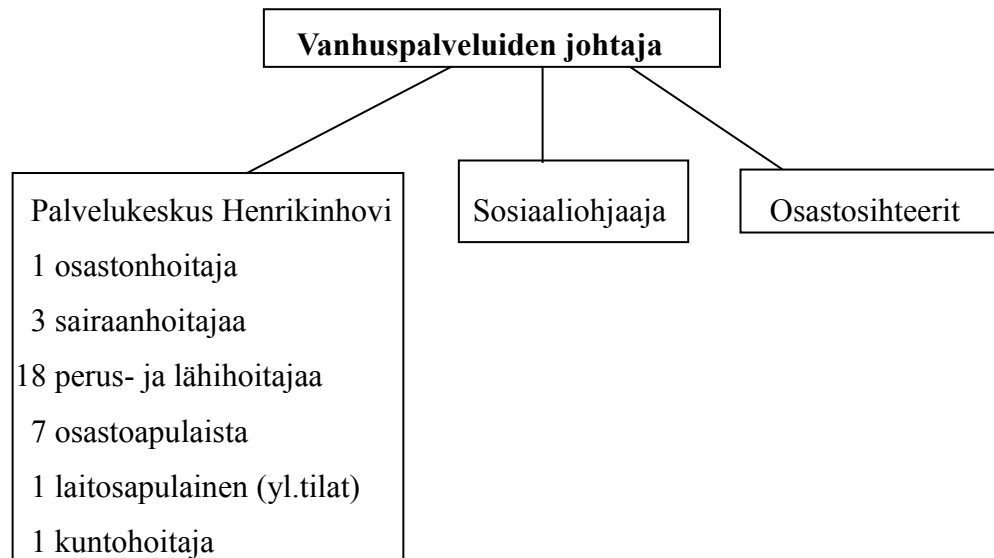 Vanhuspalveluiden johtaja
Palvelukeskus Henrikinhovi
1 osastonhoitaja
3 sairaanhoitajaa
18 perus- ja lähihoitajaa
7 osastoapulaista
1 laitosapulainen (yl.tilat)
1 kuntohoitaja
Sosiaaliohjaaja
Osastosihteerit